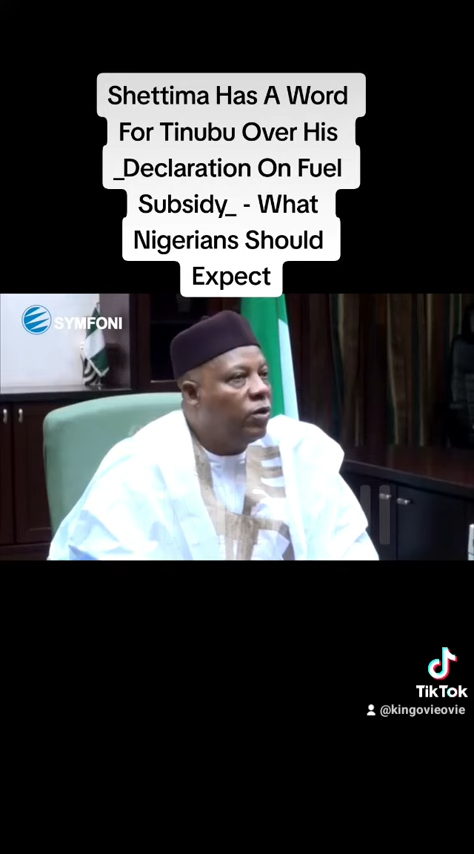 Shettima Has A Word
For Tinubu Over His
_Declaration On Fuel
Subsidy_ - What
Nigerians Should
Expect
SYMFONI
TikTok
@kingovieovie